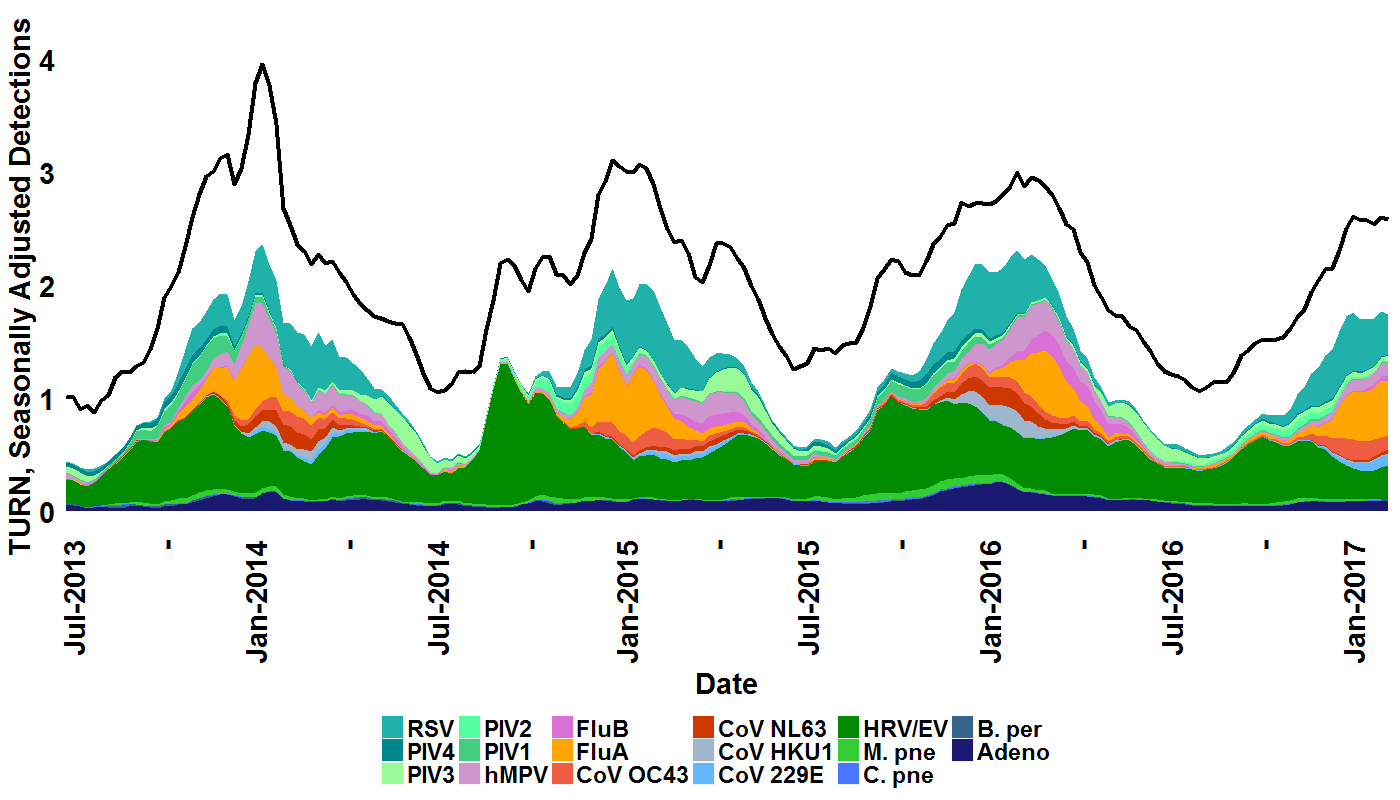 TURN, Seasonally Adjusted Detections
4
3
2
1
0
Jul-2013
-
Jan-2014
-
Jul-2014
-
Jan-2015
-
Jul-2015
-
Jan-2016
-
Jul-2016
-
Jan-2017
Date
RSV PIV2 FluB CoV NL63 HRV/EV B. per
PIV4 PIV1 FluA CoV HKU1 M. pne Adeno
PIV3 hMPV CoV OC43 CoV 229E C. pne